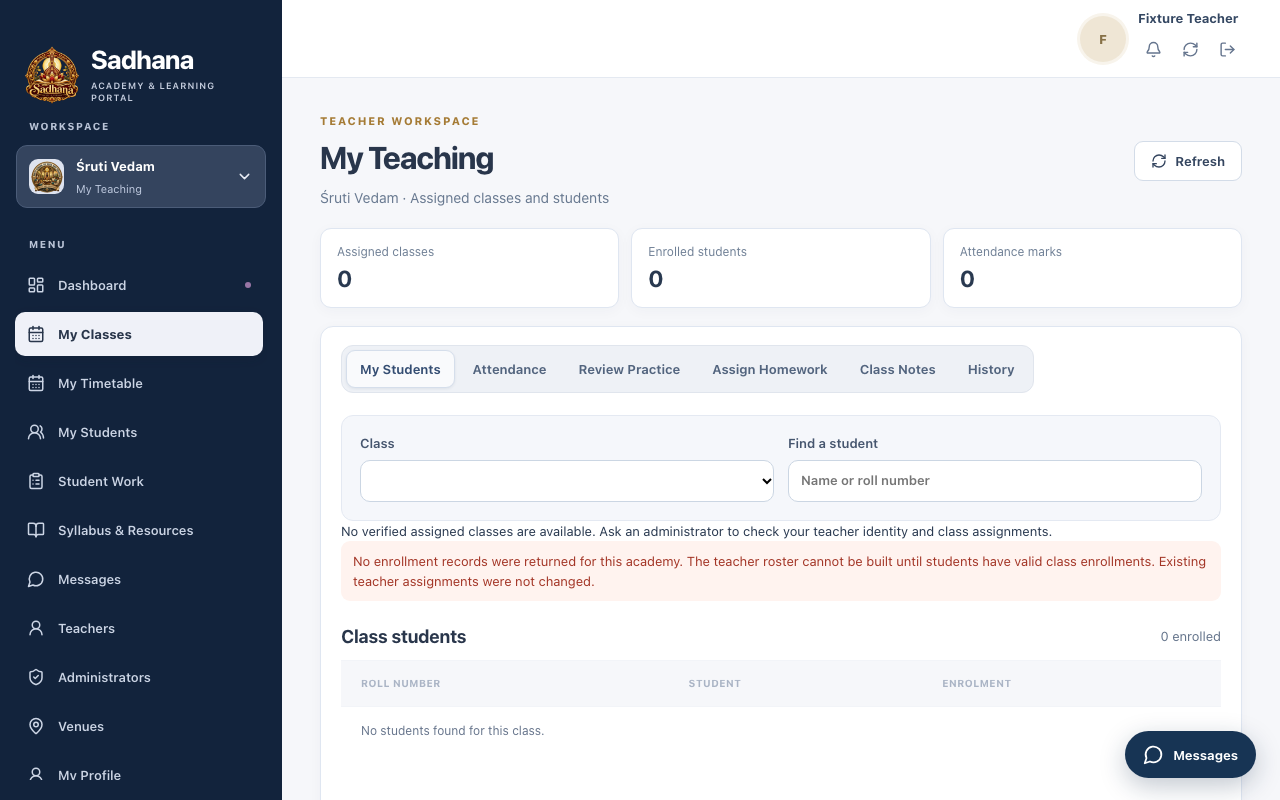 Sadhana
ACADEMY & LEARNING
PORTAL
Sadhana
WORKSPACE
Śruti Vedam
My Teaching
MENU
Dashboard
My Classes
My Timetable
My Students
Student Work
Syllabus & Resources
Messages
Teachers
Administrators
Venues
My Profile
F
Fixture Teacher
TEACHER WORKSPACE
My Teaching
Refresh
Śruti Vedam · Assigned classes and students
Assigned classes
0
Enrolled students
0
Attendance marks
0
My Students
Attendance
Review Practice
Assign Homework
Class Notes
History
Class
Find a student
Name or roll number
No verified assigned classes are available. Ask an administrator to check your teacher identity and class assignments.
No enrollment records were returned for this academy. The teacher roster cannot be built until students have valid class enrollments. Existing
teacher assignments were not changed.
Class students
0 enrolled
ROLL NUMBER
STUDENT
ENROLMENT
No students found for this class.
Messages